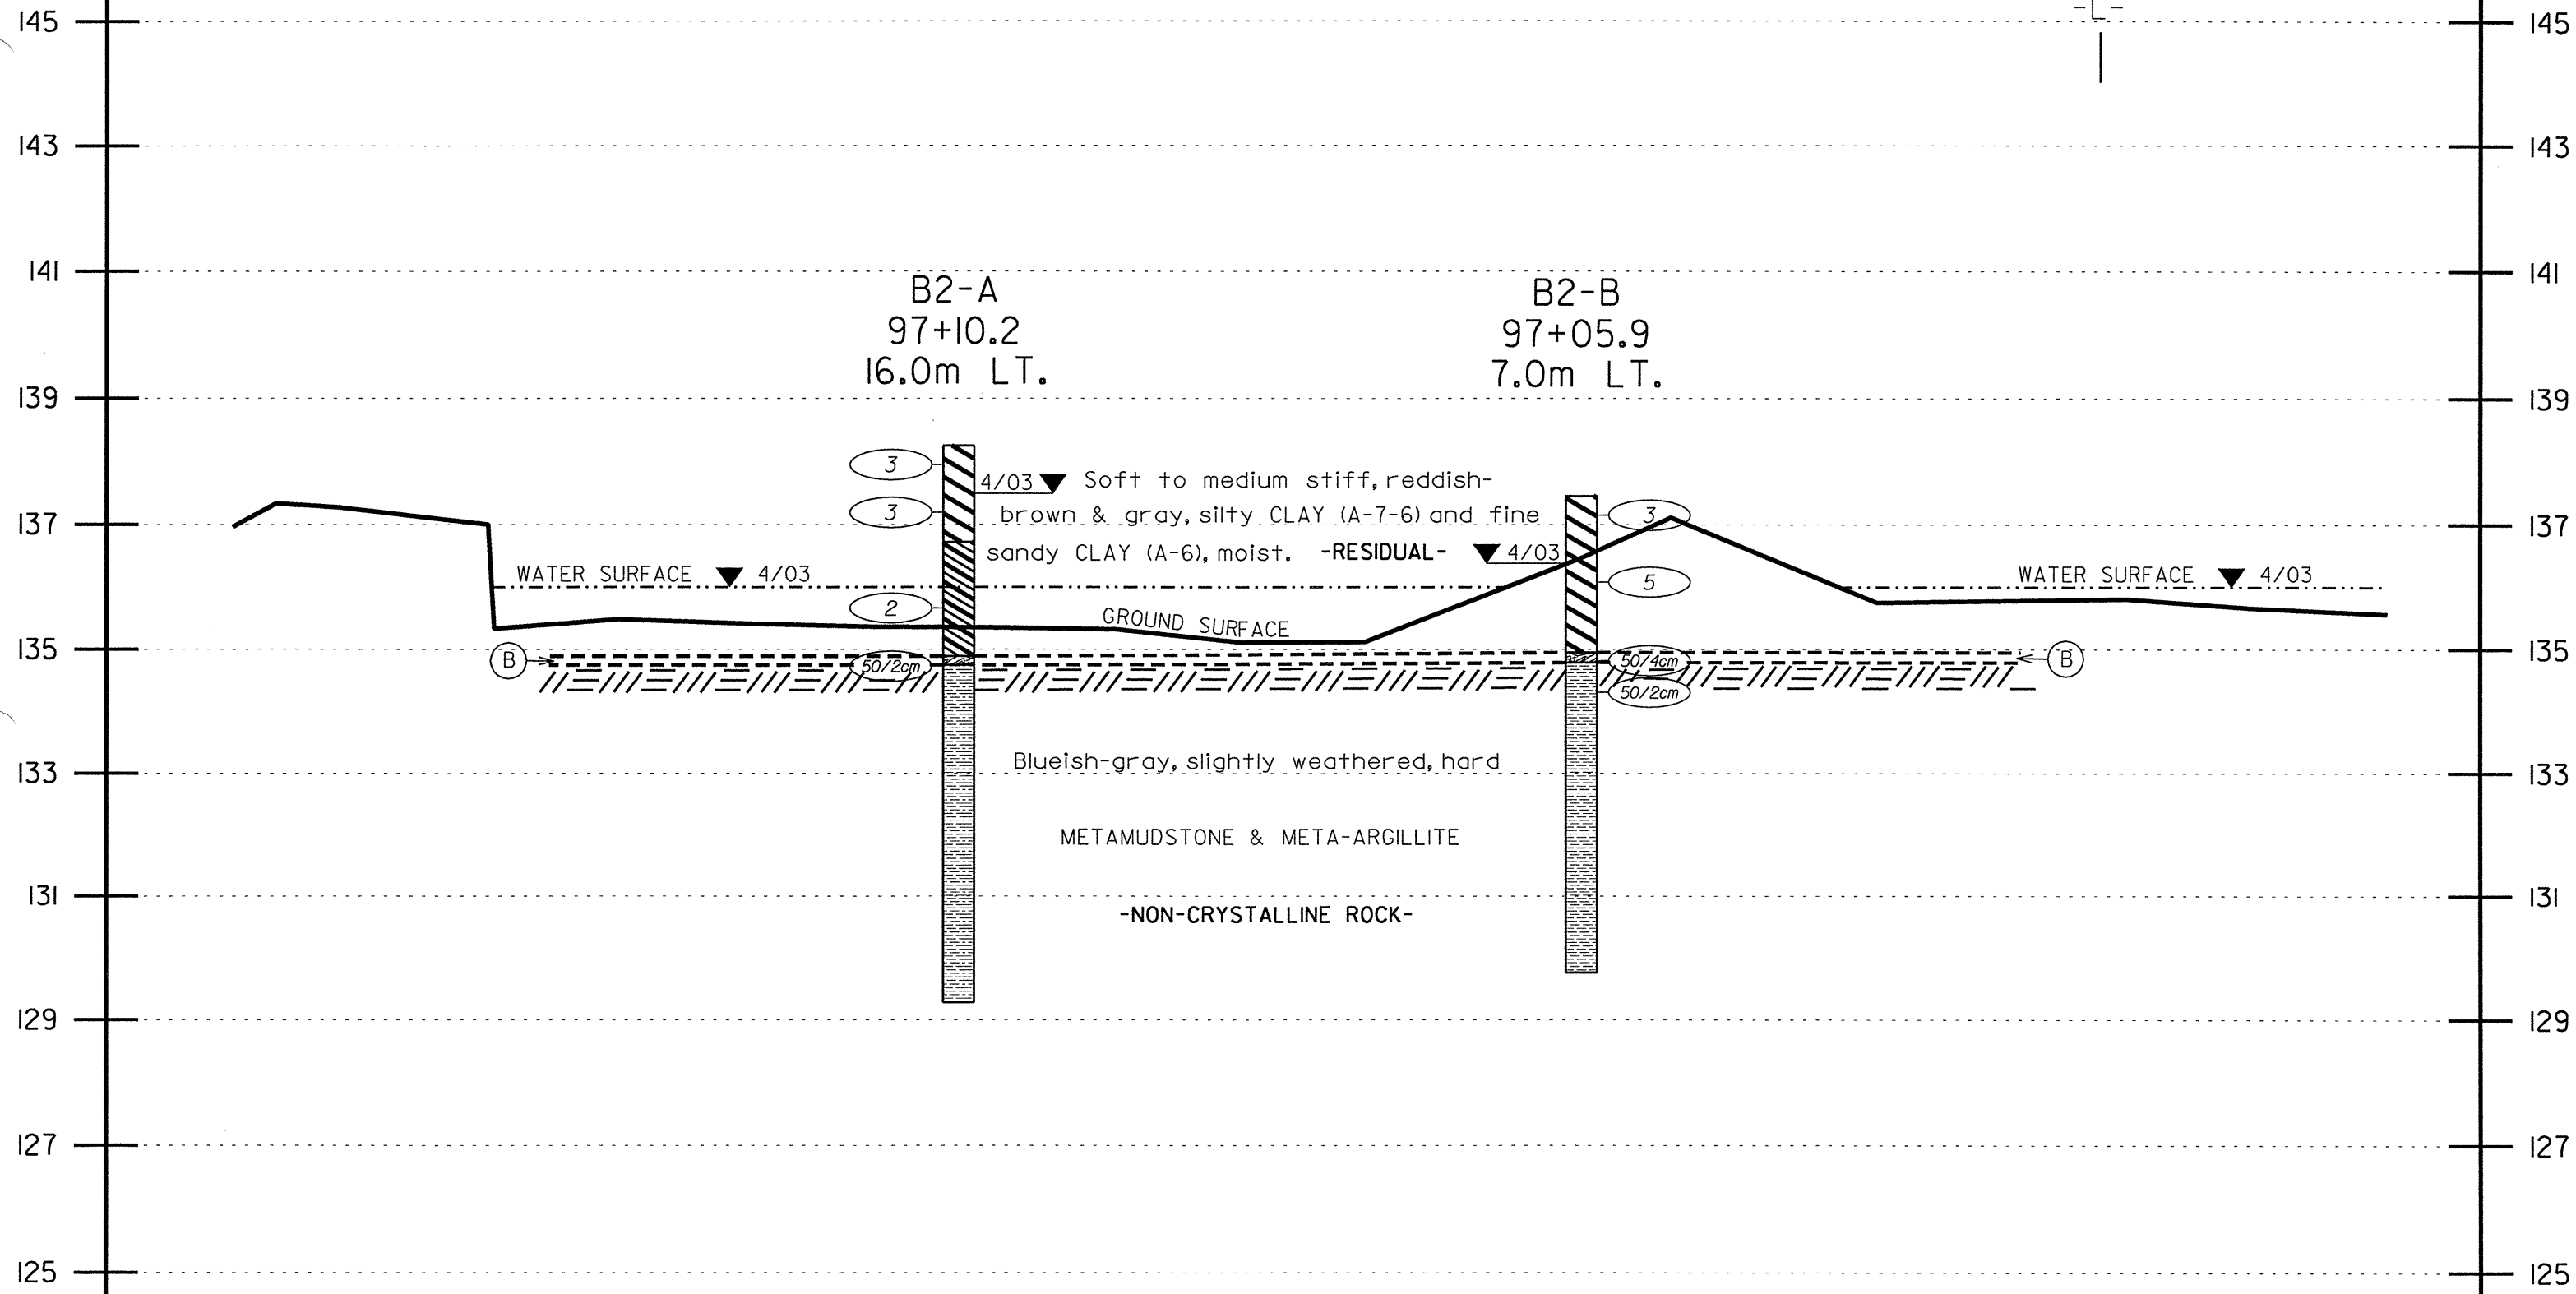 -L-
145 145
143 143
141 141
B2-A B2-B
97+10.2 97+05.9
16.0m LT. 7.0m LT.
139 139
3
4/03 Soft to medium stiff, reddish-
3 brown & gray, silty CLAY (A-7-6) and fine 3
137 137
sandy CLAY (A-6), moist. -RESIDUAL- 4/03
WATER SURFACE 4/03 5 WATER SURFACE 4/03
2
GROUND SURFACE
135 135
B 50/2cm 50/4cm B
50/2cm
Blueish-gray, slightly weathered, hard
133 133
METAMUDSTONE & META-ARGILLITE
131 131
-NON-CRYSTALLINE ROCK-
129 129
127 127
125 125